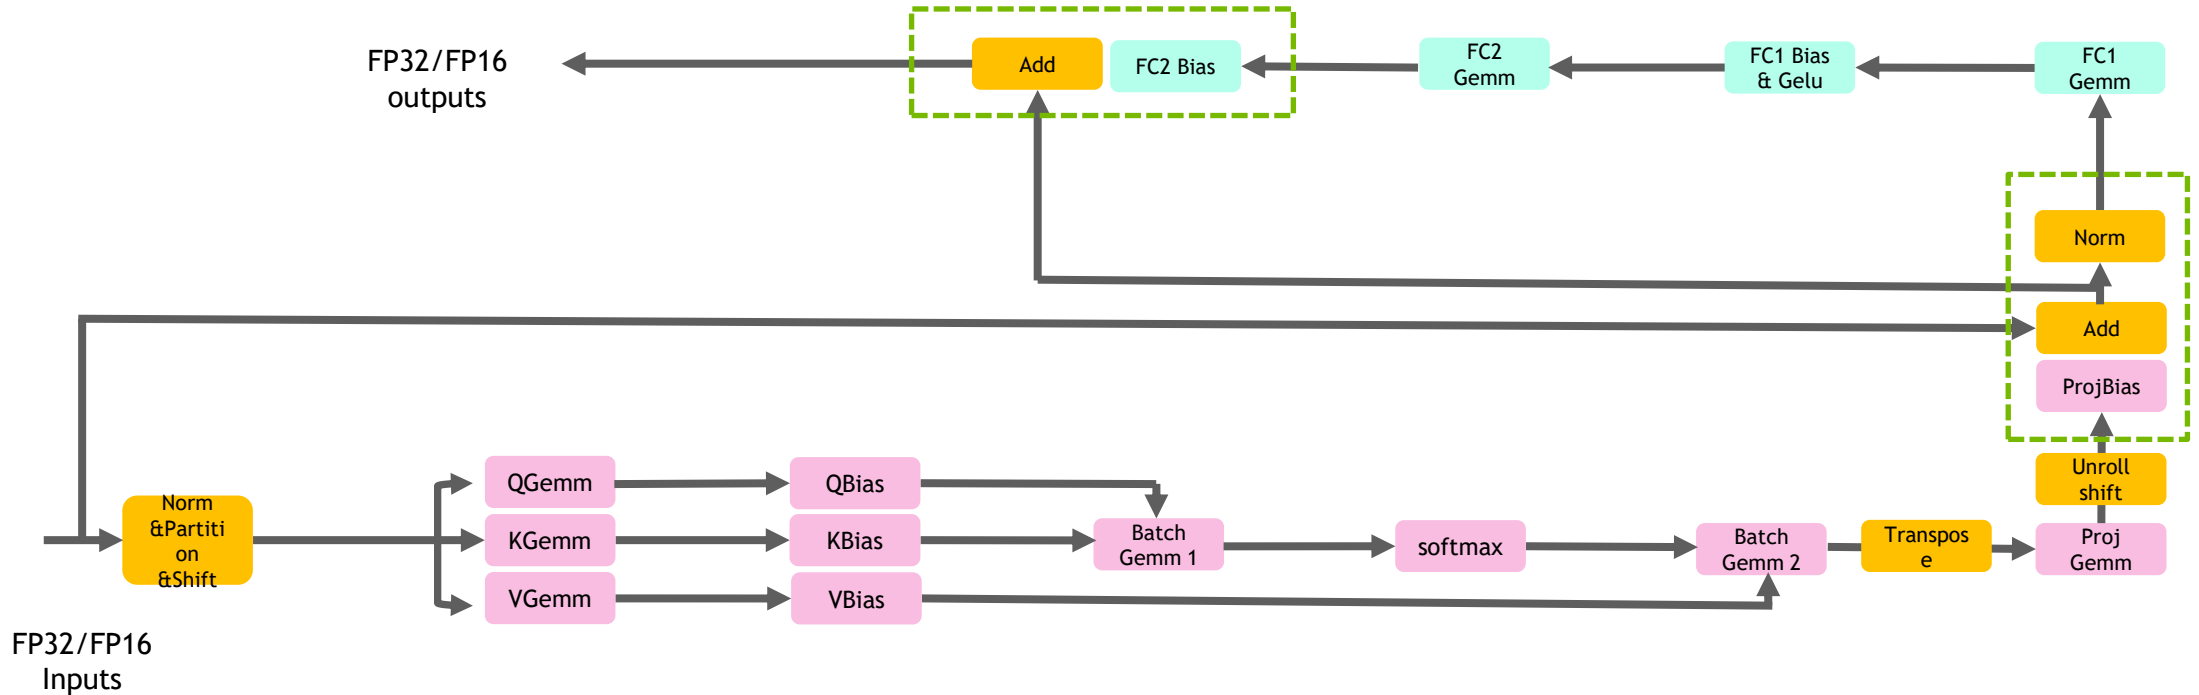 FP32/FP16
outputs
Add
FC2 Bias
FC2
Gemm
FC1 Bias
& Gelu
FC1
Gemm
Norm
Add
ProjBias
Unroll
shift
Norm
&Partiti
on
&Shift
QGemm
QBias
KGemm
KBias
VGemm
VBias
Batch
Gemm 1
softmax
Batch
Gemm 2
Transpos
e
Proj
Gemm
FP32/FP16
Inputs